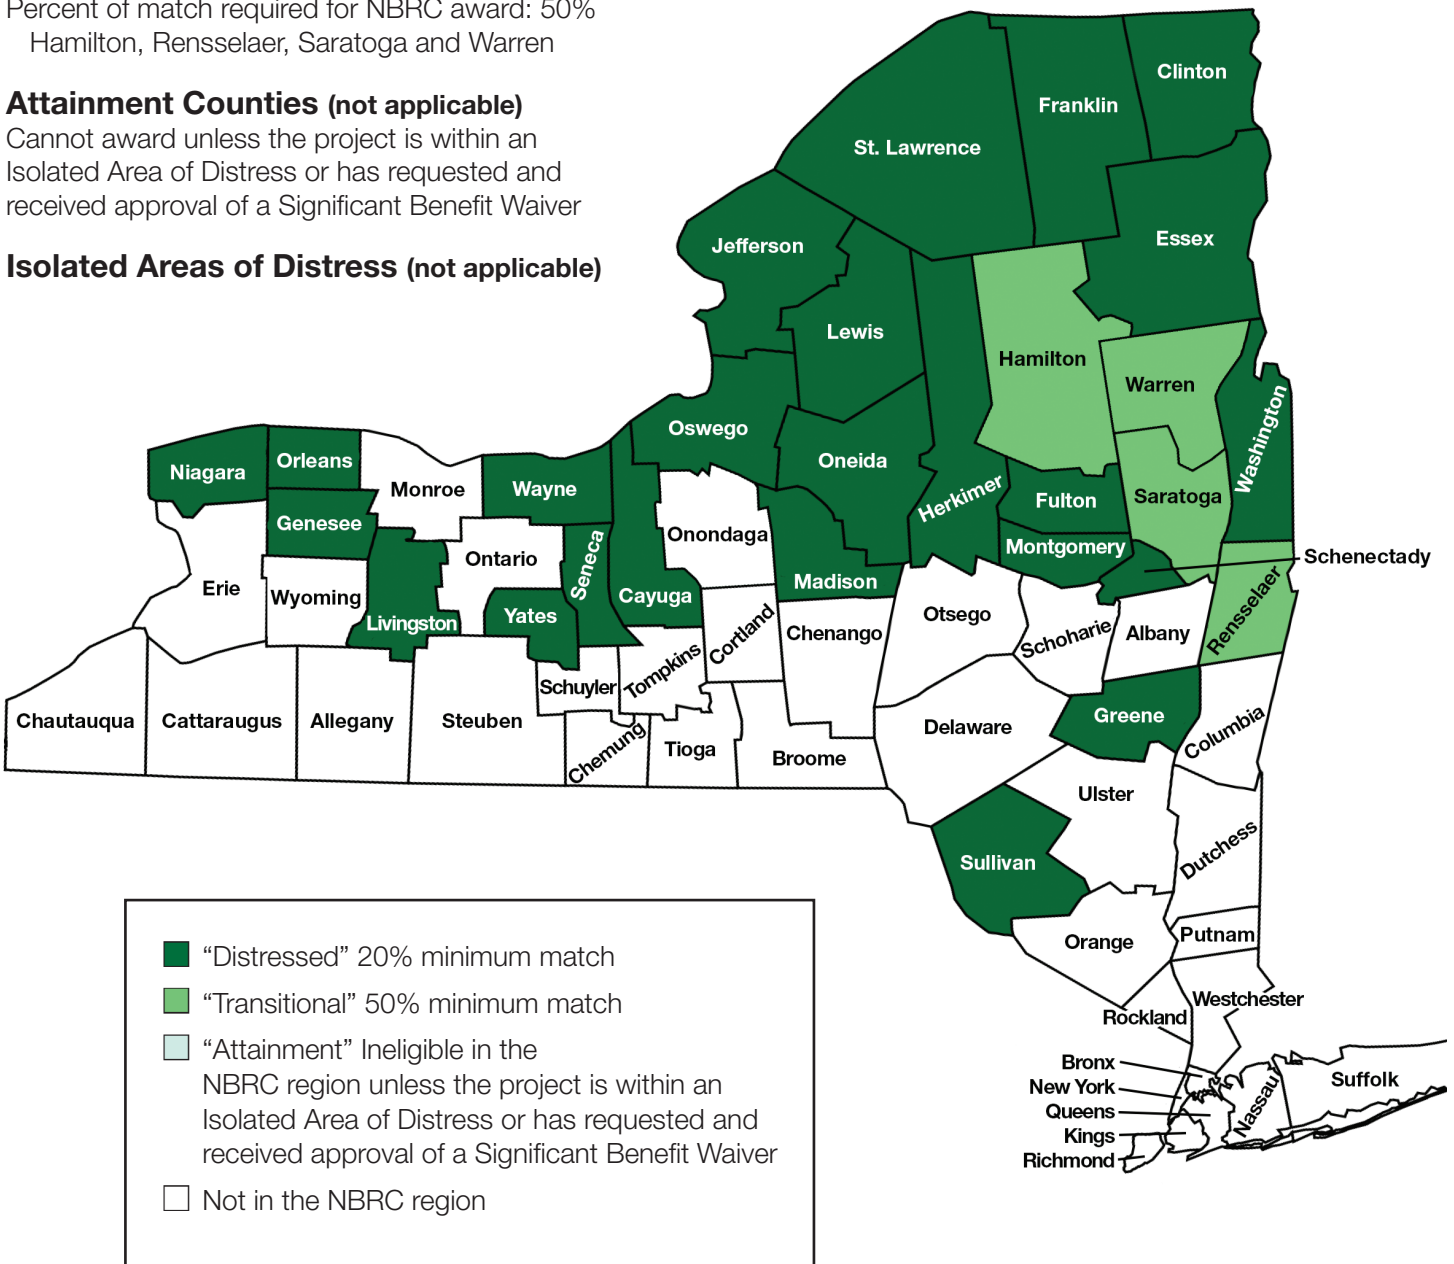 Percent of match required for NBRC award: 50%
Hamilton, Rensselaer, Saratoga and Warren
Attainment Counties (not applicable)
Cannot award unless the project is within an
Isolated Area of Distress or has requested and
received approval of a Significant Benefit Waiver
Isolated Areas of Distress (not applicable)
Clinton
Franklin
St. Lawrence
Essex
Jefferson
Lewis
Hamilton
Warren
Washington
Oswego
Oneida
Herkimer
Fulton
Saratoga
Montgomery
Schenectady
Niagara
Orleans
Monroe
Wayne
Genesee
Onondaga
Ontario
Seneca
Madison
Erie
Wyoming
Livingston
Yates
Cayuga
Cortland
Chenango
Otsego
Schoharie
Albany
Rensselaer
Schuyler
Tompkins
Chautauqua
Cattaraugus
Allegany
Steuben
Chemung
Tioga
Broome
Delaware
Greene
Columbia
Ulster
Sullivan
Dutchess
Orange
Putnam
Westchester
Rockland
Bronx
New York
Queens
Kings
Richmond
Nassau
Suffolk
“Distressed” 20% minimum match
“Transitional” 50% minimum match
“Attainment” Ineligible in the
NBRC region unless the project is within an
Isolated Area of Distress or has requested and
received approval of a Significant Benefit Waiver
Not in the NBRC region